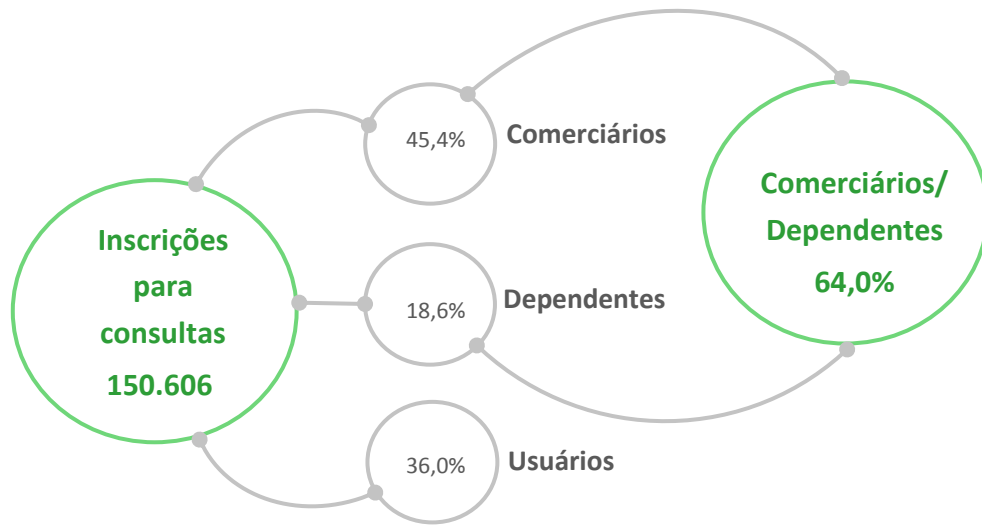 Inscrições
para
consultas
150.606
45,4%
Comerciários
18,6%
Dependentes
36,0%
Usuários
Comerciários/
Dependentes
64,0%